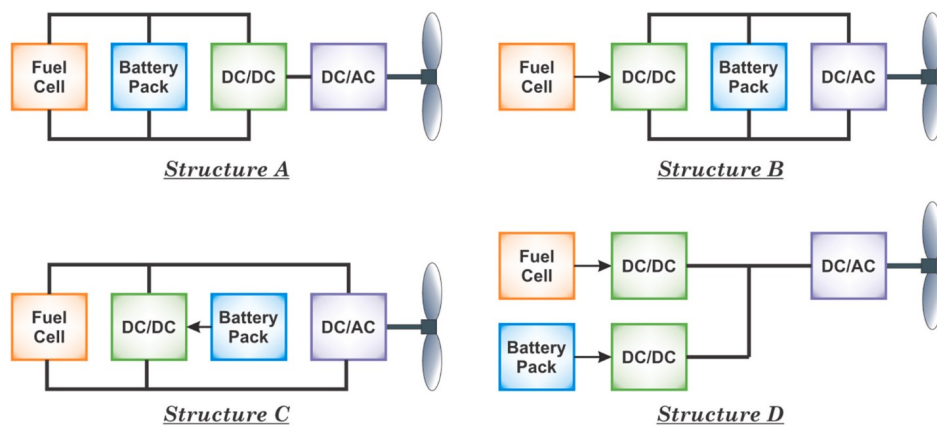 Fuel
Cell
Battery
Pack
DC/DC
DC/AC
Structure A
Fuel
Cell
DC/DC
Battery
Pack
DC/AC
Structure B
Fuel
Cell
DC/DC
Battery
Pack
DC/AC
Structure C
Fuel
Cell
DC/DC
DC/AC
Battery
Pack
DC/DC
Structure D